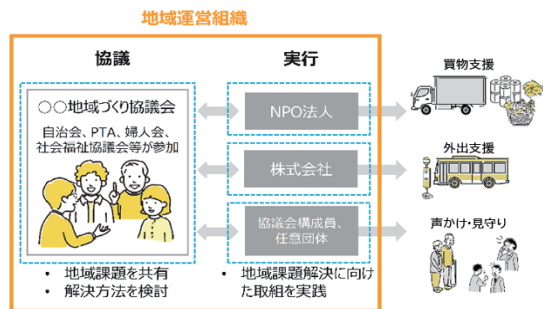 地域運営組織
協議
実行
○○地域づくり協議会
自治会、PTA、婦人会、
社会福祉協議会等が参加
• 地域課題を共有
• 解決方法を検討
NPO法人
株式会社
協議会構成員、
任意団体
• 地域課題解決に向け
た取組を実践
買物支援
外出支援
声かけ・見守り